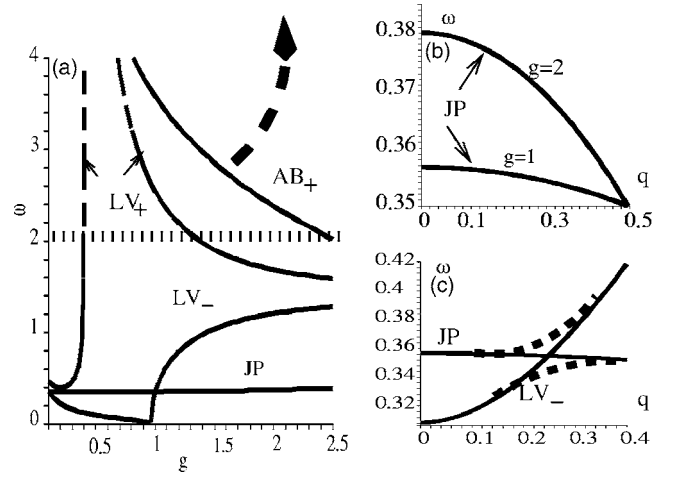 (a)
4
3
2
1
0
ω
0.5
1
1.5
2
2.5
g
LV+
AB+
LV−
JP
(b)
ω
0.38
0.37
0.36
0.35
JP
g=2
g=1
q
0
0.1
0.3
0.5
(c)
ω
0.42
0.4
0.38
0.36
0.34
0.32
JP
LV−
q
0
0.1
0.2
0.3
0.4